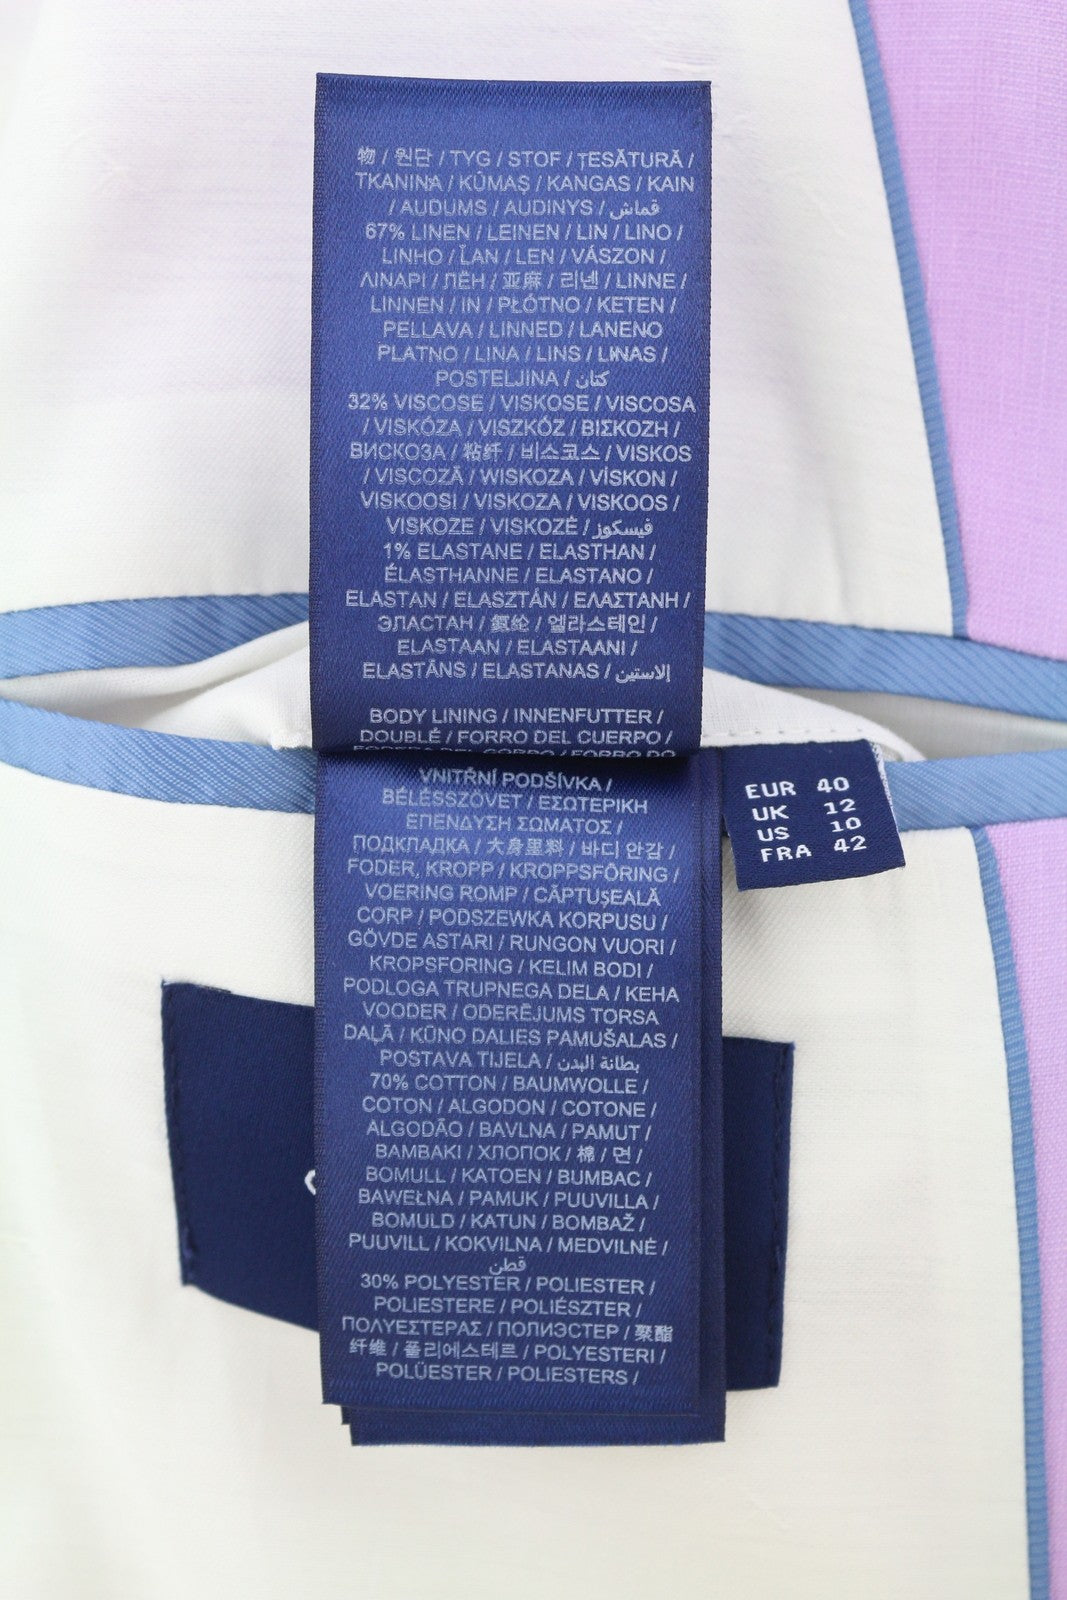 物 / 원단 / TYG / STOF / ȚESĂTURĂ /
TKANINA / KÛMAŞ / KANGAS / KAIN
/ AUDUMS / AUDINYS / قماش
67% LINEN / LEINEN / LIN / LINO /
LINHO / LAN / LEN / VÁSZON /
ΛΙΝΑΡΙ / ЛЁН / 亚麻 / 리넨 / LINNE /
LINNEN / IN / PŁÓTNO / KETEN /
PELLAVA / LINNED / LANENO
PLATNO / LINA / LINS / LINAS /
POSTELJINA / كتان
32% VISCOSE / VISKOSE / VISCOSA
/ VISKÓZA / VISZKÓZ / ΒΙΣΚΟΖΗ /
ВИСКОЗА / 粘纤 / 비스코스 / VISKOS
/ VISCOZĂ / WISKOZA / VİSKON /
VISKOOSI / VISKOZA / VISKOOS /
VISKOZE / VISKOZĖ / فيسكوز
1% ELASTANE / ELASTHAN /
ÉLASTHANNE / ELASTANO /
ELASTAN / ELASZTÁN / ΕΛΑΣΤΑΝΗ /
ЭЛАСТАН / 氨纶 / 엘라스테인 /
ELASTAAN / ELASTAANI /
ELASTĀNS / ELASTANAS / إلاستين
BODY LINING / INNENFUTTER /
DOUBLÉ / FORRO DEL CUERPO /
FODERA DEL CORPO / FORRO DO
VNITŘNÍ PODŠÍVKA /
BÉLÉSSZÖVET / ΕΣΩΤΕΡΙΚΗ
ΕΠΕΝΔΥΣΗ ΣΩΜΑΤΟΣ /
ПОДКЛАДКА / 大身里料 / 바디 안감 /
FODER, KROPP / KROPPSFÔRING /
VOERING ROMP / CĂPTUȘEALĂ
CORP / PODSZEWKA KORPUSU /
GÖVDE ASTARI / RUNGON VUORI /
KROPSFORING / KELIM BODI /
PODLOGA TRUPNEGA DELA / KEHA
VOODER / ODERĒJUMS TORSA
DAĻĀ / KŪNO DALIES PAMUŠALAS /
POSTAVA TIJELA / بطانة البدن
70% COTTON / BAUMWOLLE /
COTON / ALGODON / COTONE /
ALGODÃO / BAVLNA / PAMUT /
ΒΑΜΒΑΚΙ / ХЛОПОК / 棉 / 면 /
BOMULL / KATOEN / BUMBAC /
BAWEŁNA / PAMUK / PUUVILLA /
BOMULD / KATUN / BOMBAŽ /
PUUVILL / KOKVILNA / MEDVILNĖ /
قطن
30% POLYESTER / POLIESTER /
POLIESTERE / POLIÉSZTER /
ΠΟΛΥΕΣΤΕΡΑΣ / ПОЛИЭСТЕР / 聚酯
纤维 / 폴리에스테르 / POLYESTERI /
POLÜESTER / POLIESTERS /
EUR 40
UK 12
US 10
FRA 42